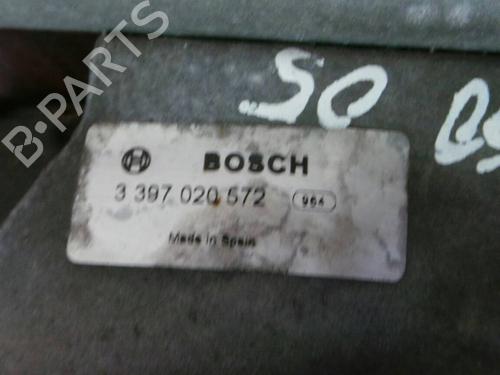 B-PARTS
50
BOSCH
3 397 020 572 964
Made in Spain